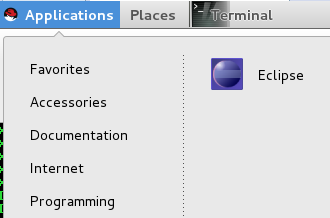 Applications Places Terminal
Favorites
Eclipse
Accessories
Documentation
Internet
Programming